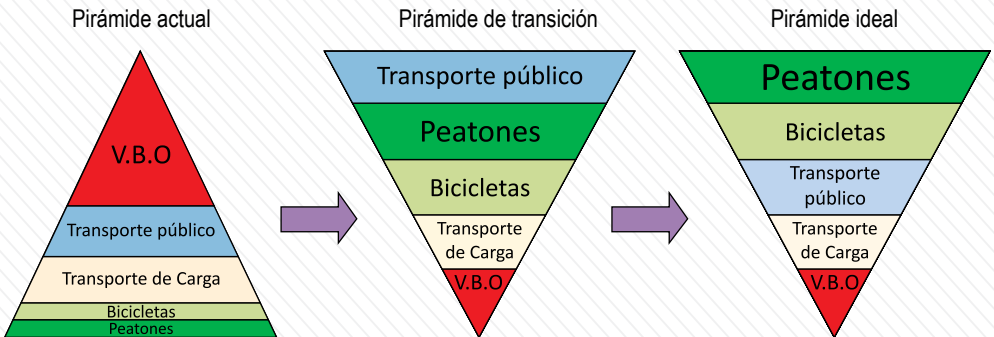 Pirámide actual
V.B.O
Transporte público
Transporte de Carga
Bicicletas
Peatones
Pirámide de transición
Transporte público
Peatones
Bicicletas
Transporte
de Carga
V.B.O
Pirámide ideal
Peatones
Bicicletas
Transporte
público
Transporte
de Carga
V.B.O